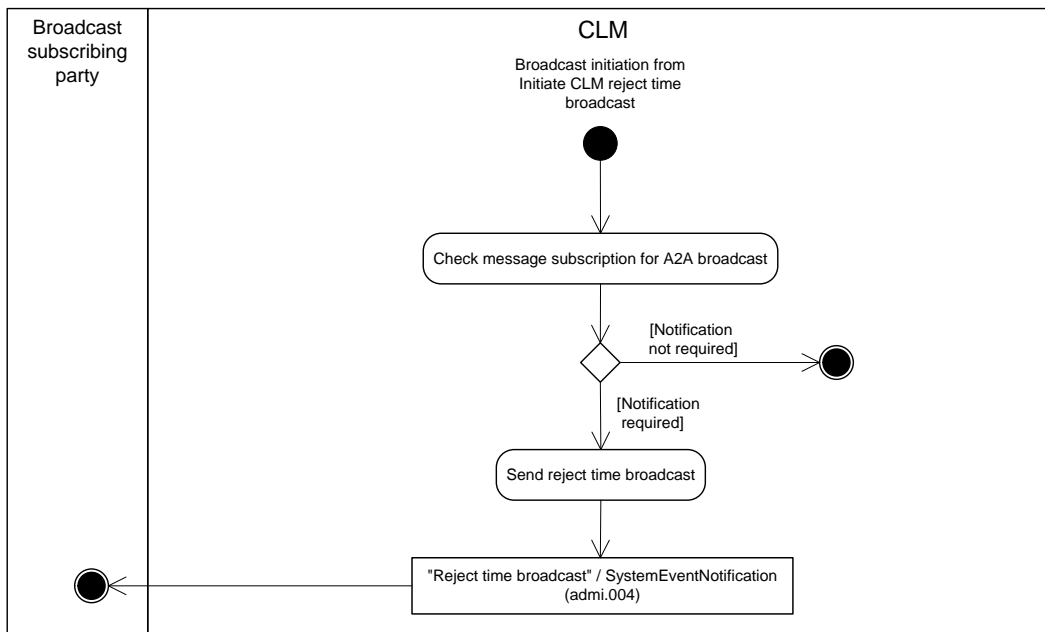 Broadcast
subscribing
party
CLM
Broadcast initiation from
Initiate CLM reject time
broadcast
Check message subscription for A2A broadcast
[Notification
not required]
[Notification
required]
Send reject time broadcast
"Reject time broadcast" / SystemEventNotification
(admi.004)